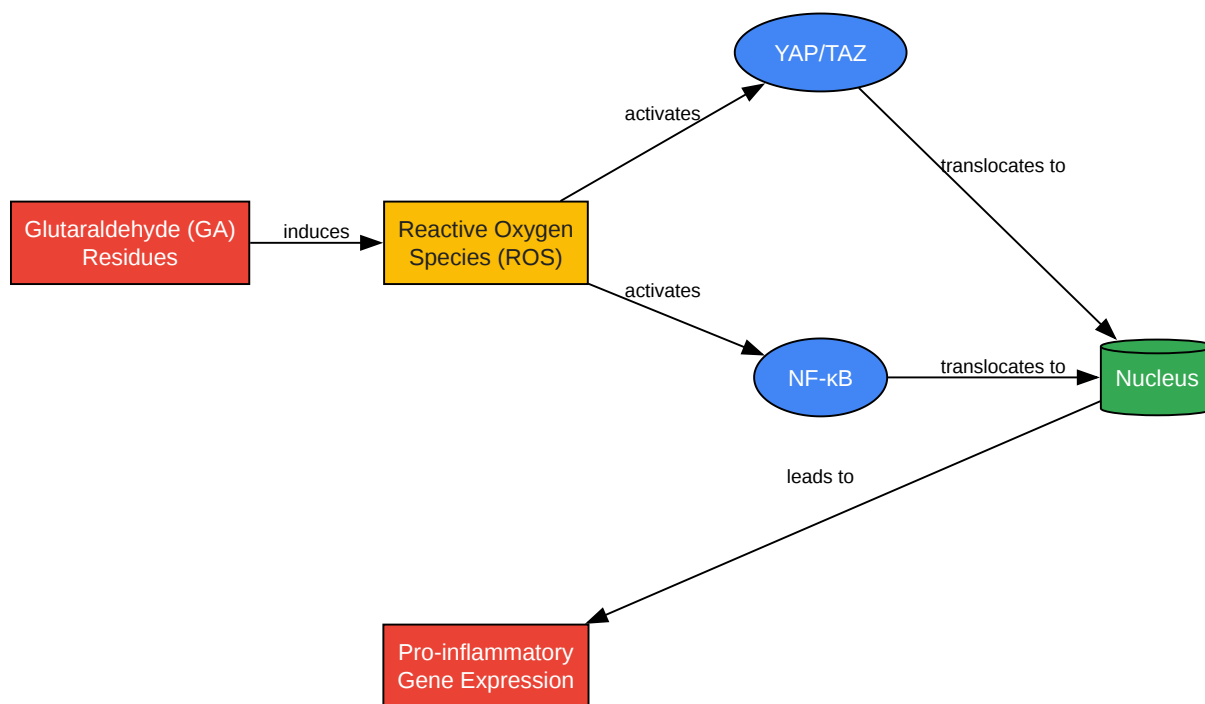 YAP/TAZ
activates
translocates to
Glutaraldehyde (GA)
Residues
induces
Reactive Oxygen
Species (ROS)
activates
NF-κB
translocates to
Nucleus
leads to
Pro-inflammatory
Gene Expression